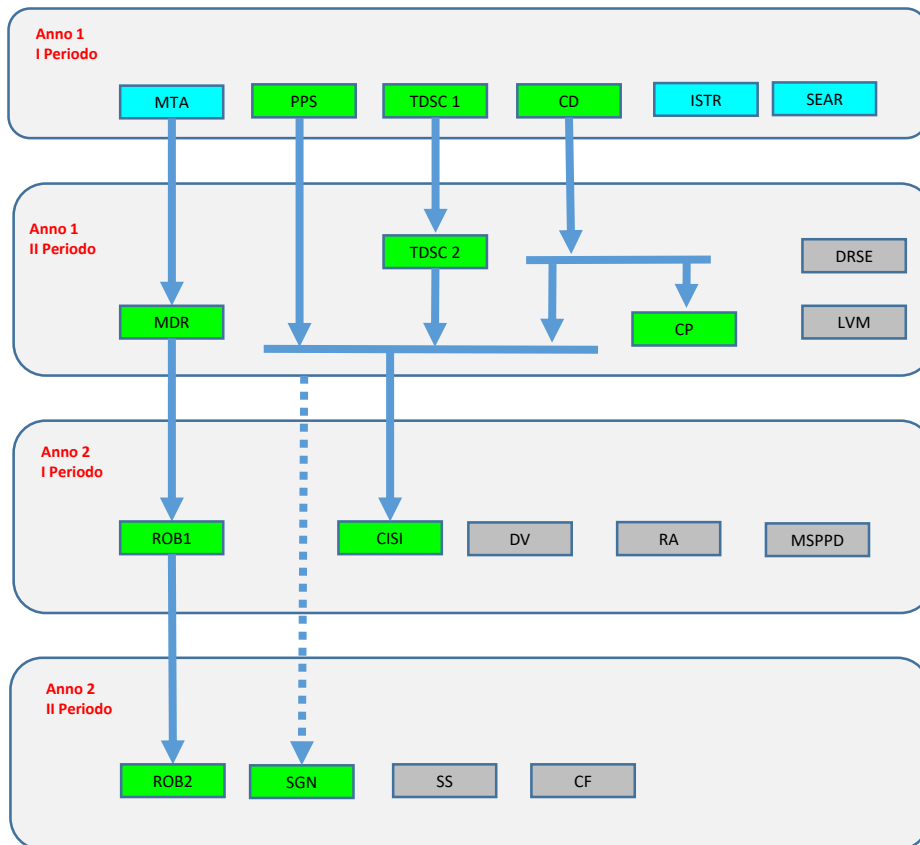 Anno 1
I Periodo
MTA
PPS
TDSC 1
CD
ISTR
SEAR
Anno 1
II Periodo
TDSC 2
DRSE
MDR
CP
LVM
Anno 2
I Periodo
ROB1
CISI
DV
RA
MSPPD
Anno 2
II Periodo
ROB2
SGN
SS
CF